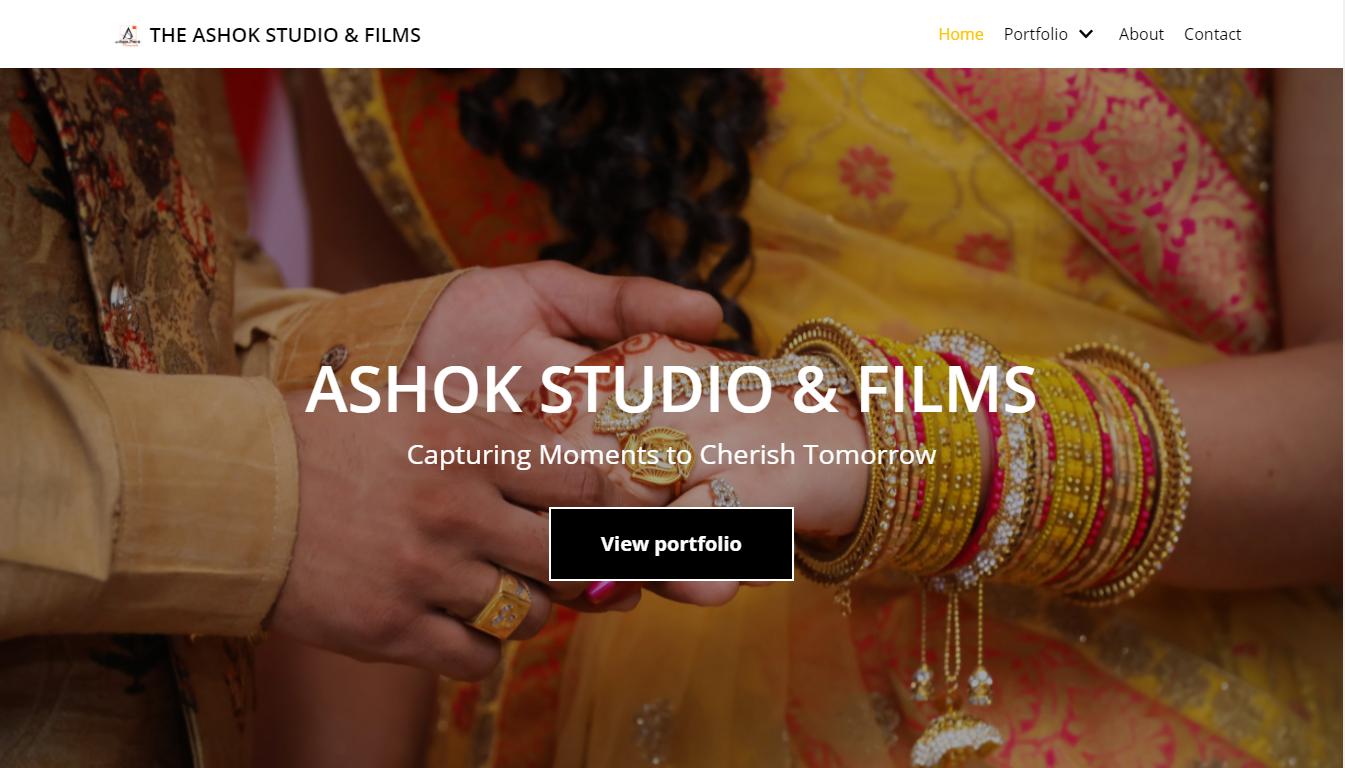 THE ASHOK STUDIO & FILMS
Home Portfolio About Contact
ASHOK STUDIO & FILMS
Capturing Moments to Cherish Tomorrow
View portfolio